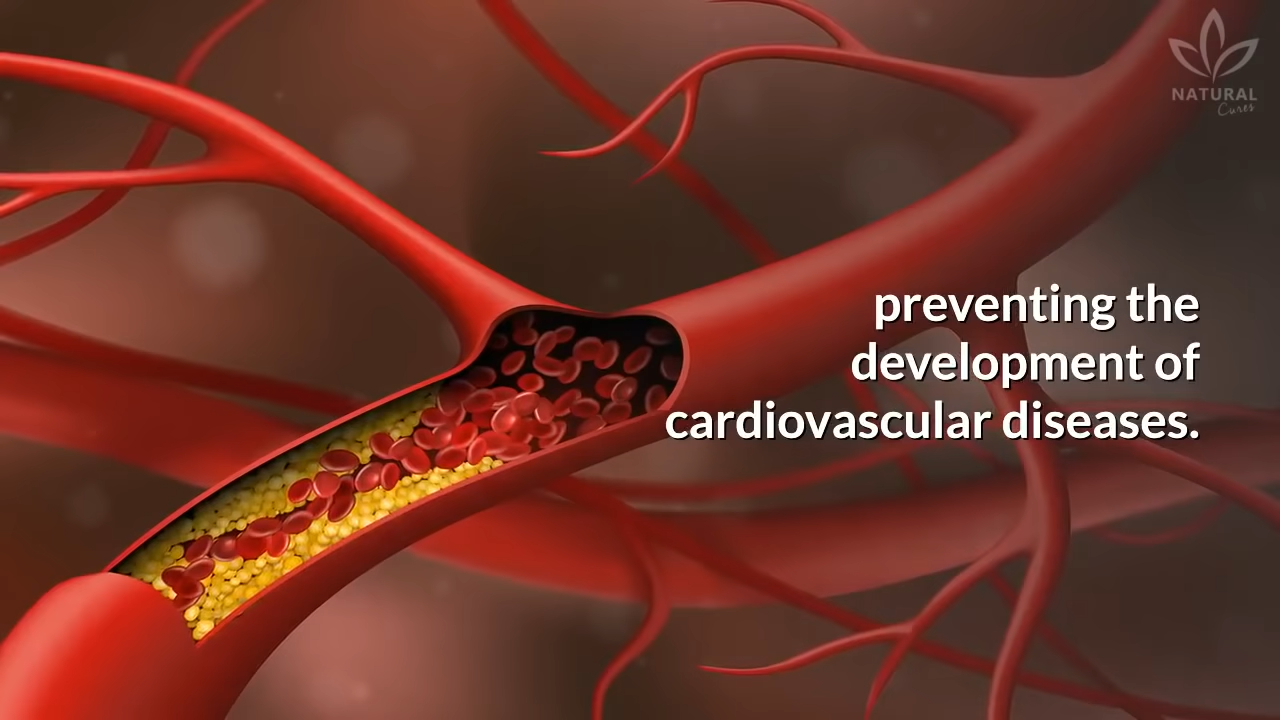 NATURAL
Cures
preventing the
development of
cardiovascular diseases.